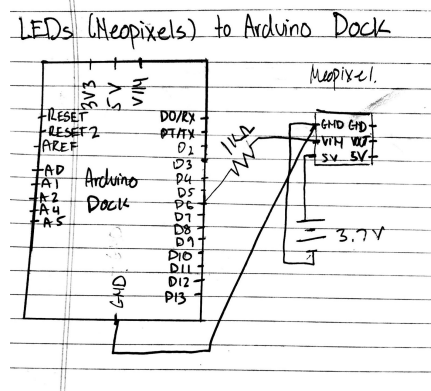 LEDs (Neopixels) to Arduino Dock
Neopixel.
3V3 5V VIN
RESET
RESET2
AREF
A0
A1
A2
A4
A5
Arduino
Dock
D0/RX
D1/TX
D2
D3
D4
D5
D6
D7
D8
D9
D10
D11
D12
D13
GND
1KΩ
GND GND
VIN VOUT
5V 5V
3.7V